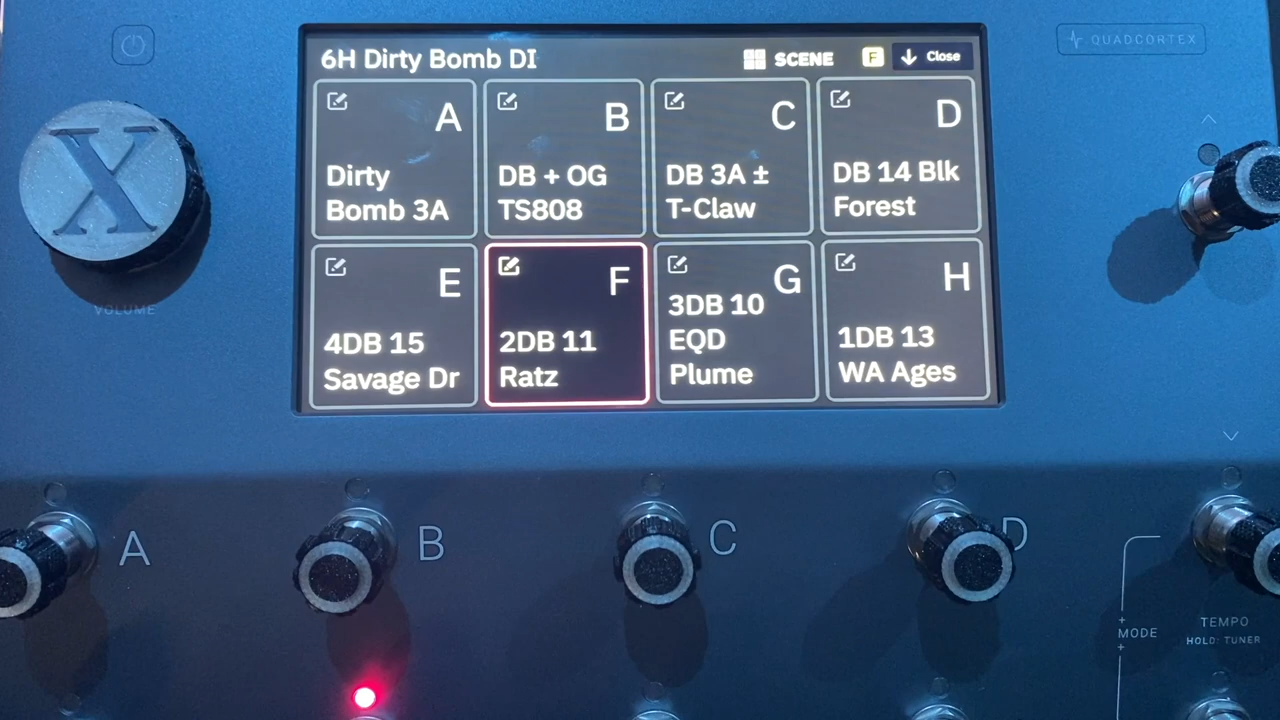 6H Dirty Bomb DI
SCENE
F
Close
QUADCORTEX
A
Dirty
Bomb 3A
B
DB + OG
TS808
C
DB 3A ±
T-Claw
D
DB 14 Blk
Forest
E
4DB 15
Savage Dr
F
2DB 11
Ratz
G
3DB 10
EQD
Plume
H
1DB 13
WA Ages
X
VOLUME
A
B
C
D
+
MODE
+
TEMPO
HOLD: TUNER